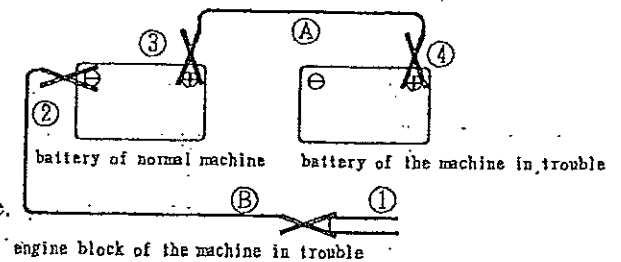 Ⓐ
③
④
⊖ ⊕ ⊖ ⊕
②
battery of normal machine battery of the machine in trouble
Ⓑ ①
e.
engine block of the machine in trouble